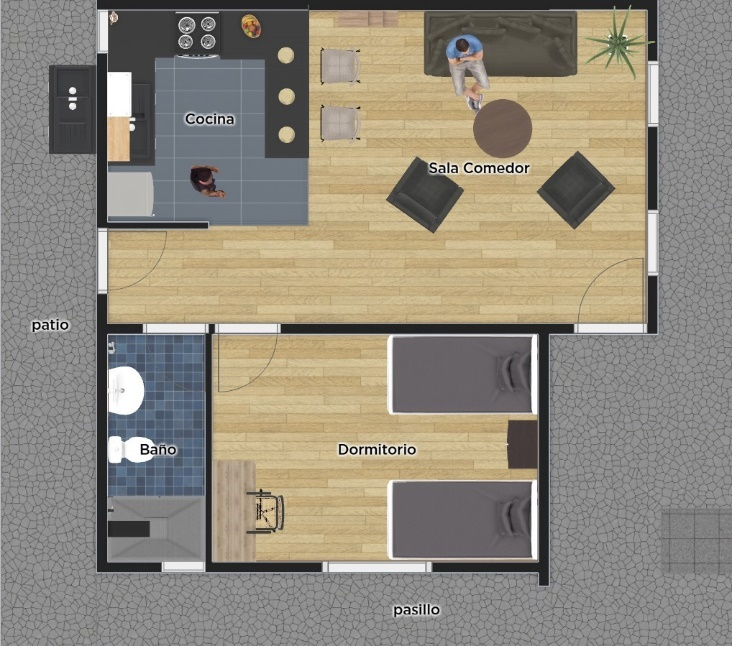 Cocina
Sala Comedor
patio
Baño
Dormitorio
pasillo